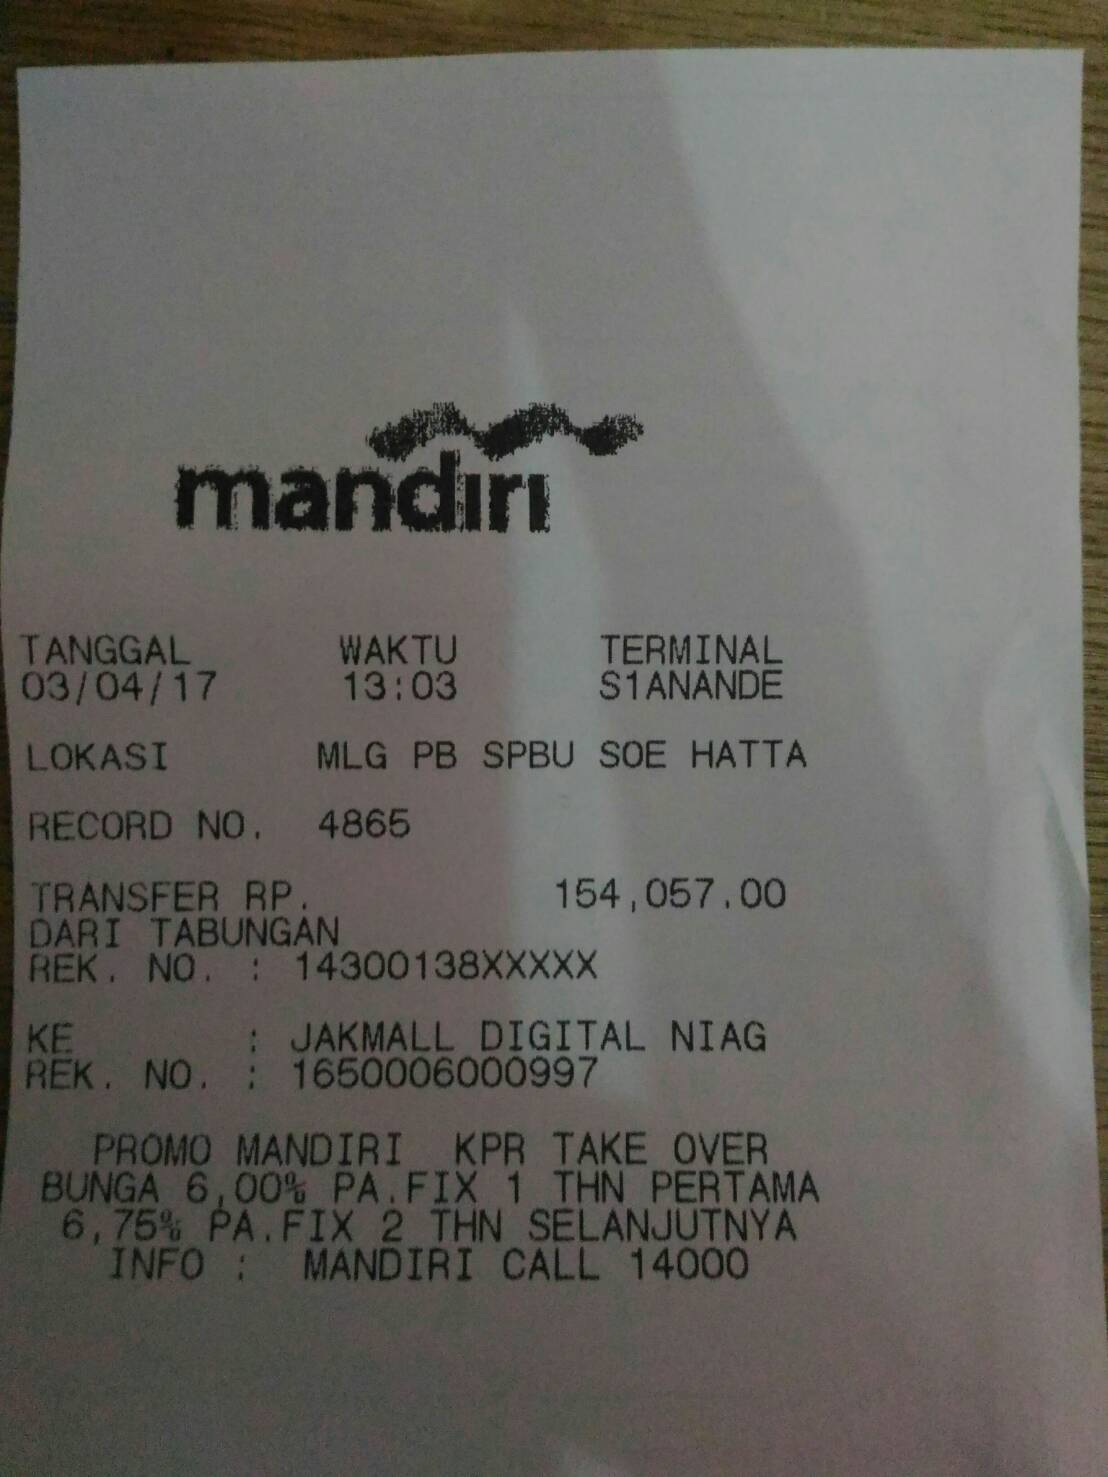 mandiri
TANGGAL WAKTU TERMINAL
03/04/17 13:03 S1ANANDE
LOKASI MLG PB SPBU SOE HATTA
RECORD NO. 4865
TRANSFER RP. 154,057.00
DARI TABUNGAN
REK. NO. : 14300138XXXXX
KE : JAKMALL DIGITAL NIAG
REK. NO. : 1650006000997
PROMO MANDIRI KPR TAKE OVER
BUNGA 6,00% PA.FIX 1 THN PERTAMA
6,75% PA.FIX 2 THN SELANJUTNYA
INFO : MANDIRI CALL 14000